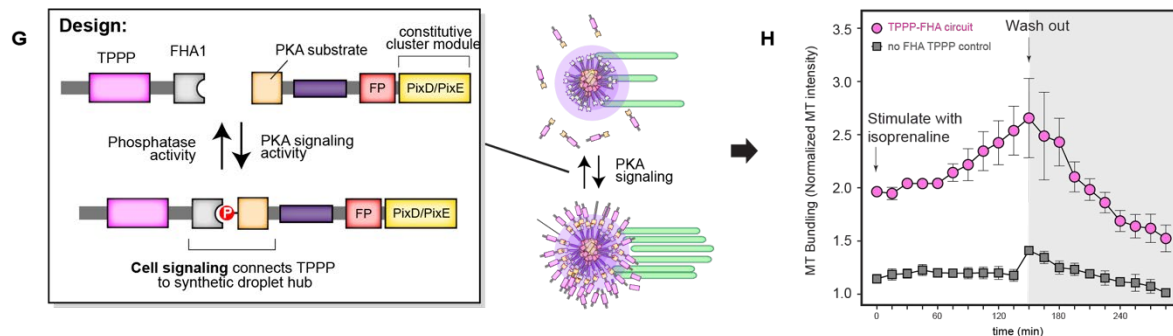 G
Design:
TPPP
FHA1
PKA substrate
constitutive
cluster module
FP
PixD/PixE
Phosphatase
activity
PKA signaling
activity
P
FP
PixD/PixE
Cell signaling connects TPPP
to synthetic droplet hub
PKA
signaling
H
TPPP-FHA circuit
no FHA TPPP control
Wash out
Stimulate with
isoprenaline
MT Bundling (Normalized MT intensity)
3.5
3.0
2.5
2.0
1.5
1.0
0
60
120
180
240
time (min)